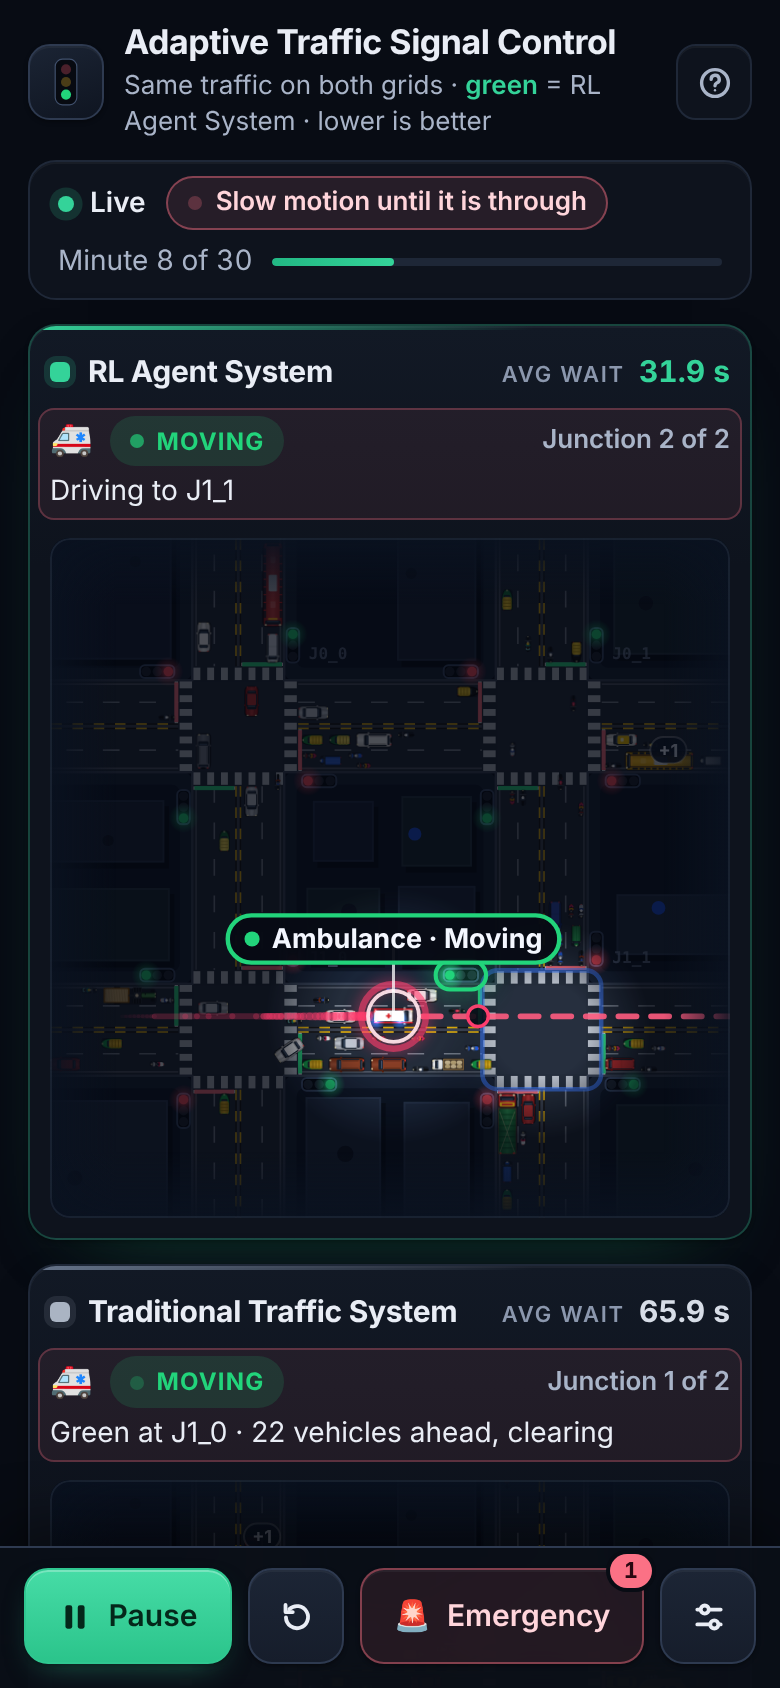 Adaptive Traffic Signal Control
Same traffic on both grids · green = RL
Agent System · lower is better
Live
Slow motion until it is through
Minute 8 of 30
RL Agent System
AVG WAIT 31.9 s
MOVING
Junction 2 of 2
Driving to J1_1
J0_0
J0_1
+1
Ambulance · Moving
J1_1
Traditional Traffic System
AVG WAIT 65.9 s
MOVING
Junction 1 of 2
Green at J1_0 · 22 vehicles ahead, clearing
+1
Pause
Emergency
1